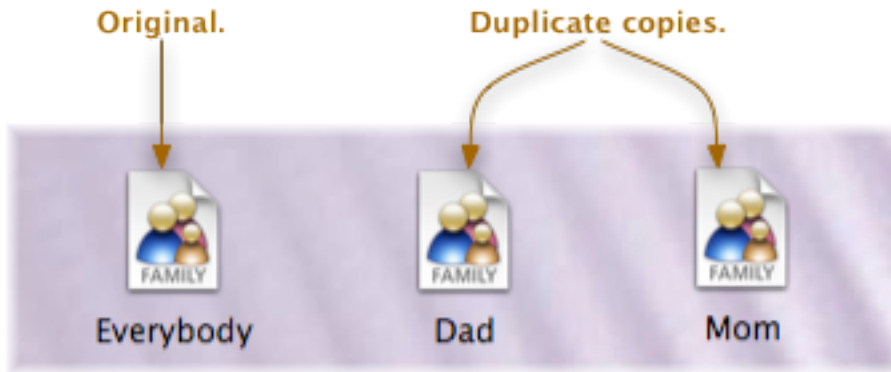 Original.
Duplicate copies.
FAMILY
FAMILY
FAMILY
Everybody
Dad
Mom